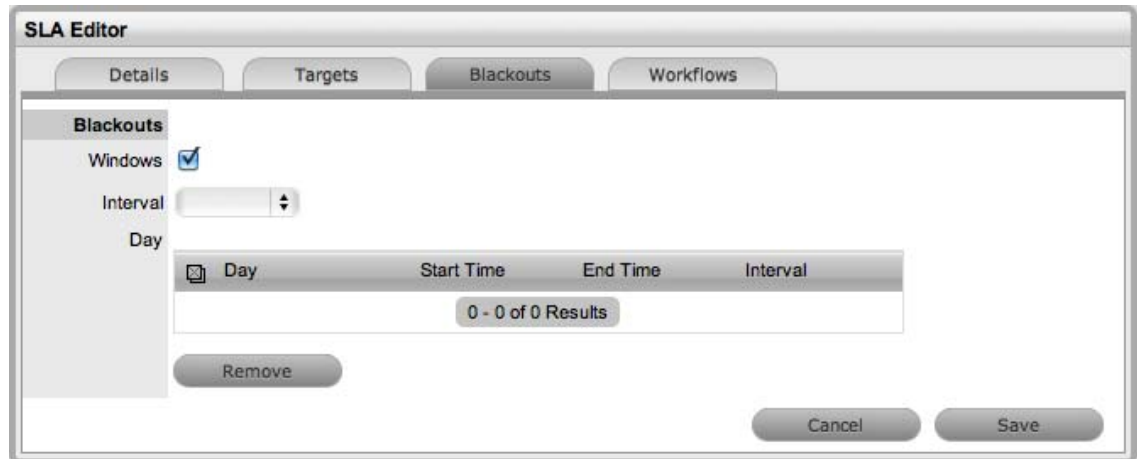 SLA Editor
Details Targets Blackouts Workflows
Blackouts
Windows
Interval
Day
Day Start Time End Time Interval
0 - 0 of 0 Results
Remove
Cancel Save